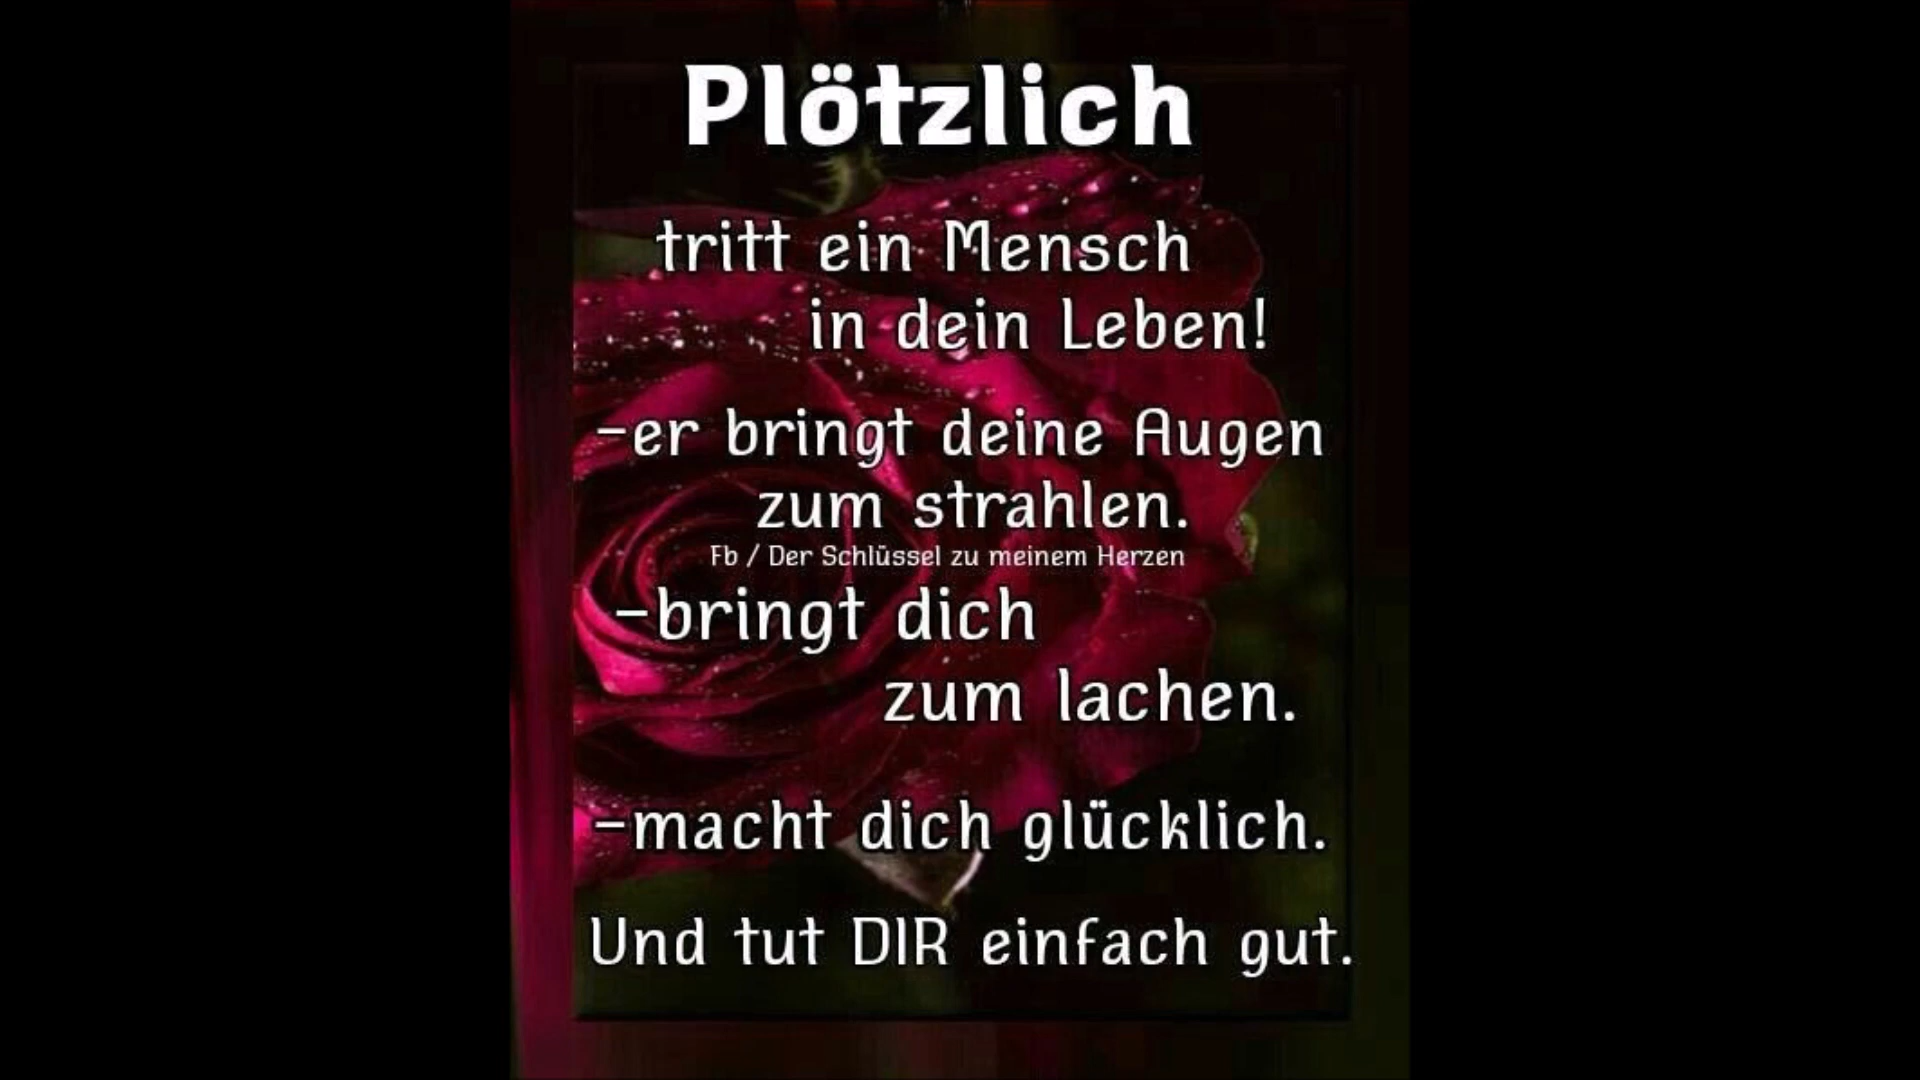 Plötzlich
tritt ein Mensch
in dein Leben!
-er bringt deine Augen
zum strahlen.
Fb / Der Schlüssel zu meinem Herzen
-bringt dich
zum lachen.
-macht dich glücklich.
Und tut DIR einfach gut.